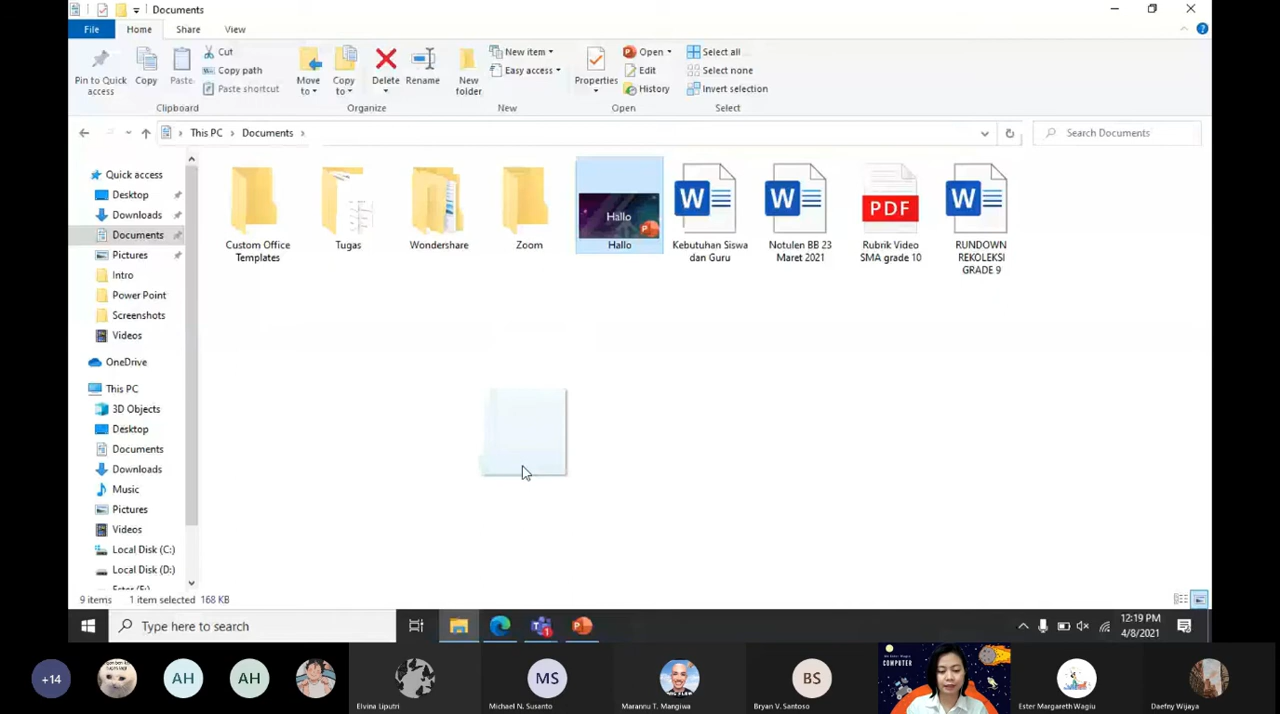 Documents
File Home Share View
Pin to Quick access
Copy
Paste
Cut
Copy path
Paste shortcut
Clipboard
Move to
Copy to
Delete
Rename
Organize
New folder
New item
Easy access
New
Properties
Open
Edit
History
Open
Select all
Select none
Invert selection
Select
This PC > Documents >
Search Documents
Quick access
Desktop
Downloads
Documents
Pictures
Intro
Power Point
Screenshots
Videos
OneDrive
This PC
3D Objects
Desktop
Documents
Downloads
Music
Pictures
Videos
Local Disk (C:)
Local Disk (D:)
Custom Office
Templates
Tugas
Wondershare
Zoom
Hallo
Hallo
Kebutuhan Siswa
dan Guru
Notulen BB 23
Maret 2021
PDF
Rubrik Video
SMA grade 10
RUNDOWN
REKOLEKSI
GRADE 9
9 items 1 item selected 168 KB
Type here to search
12:19 PM
4/8/2021
+14
AH
AH
Elvina Liputri
MS
Michael N. Susanto
Marannu T. Mangiwa
BS
Bryan V. Santoso
COMPUTER
Ester Margareth Wagiu
Daefny Wijaya